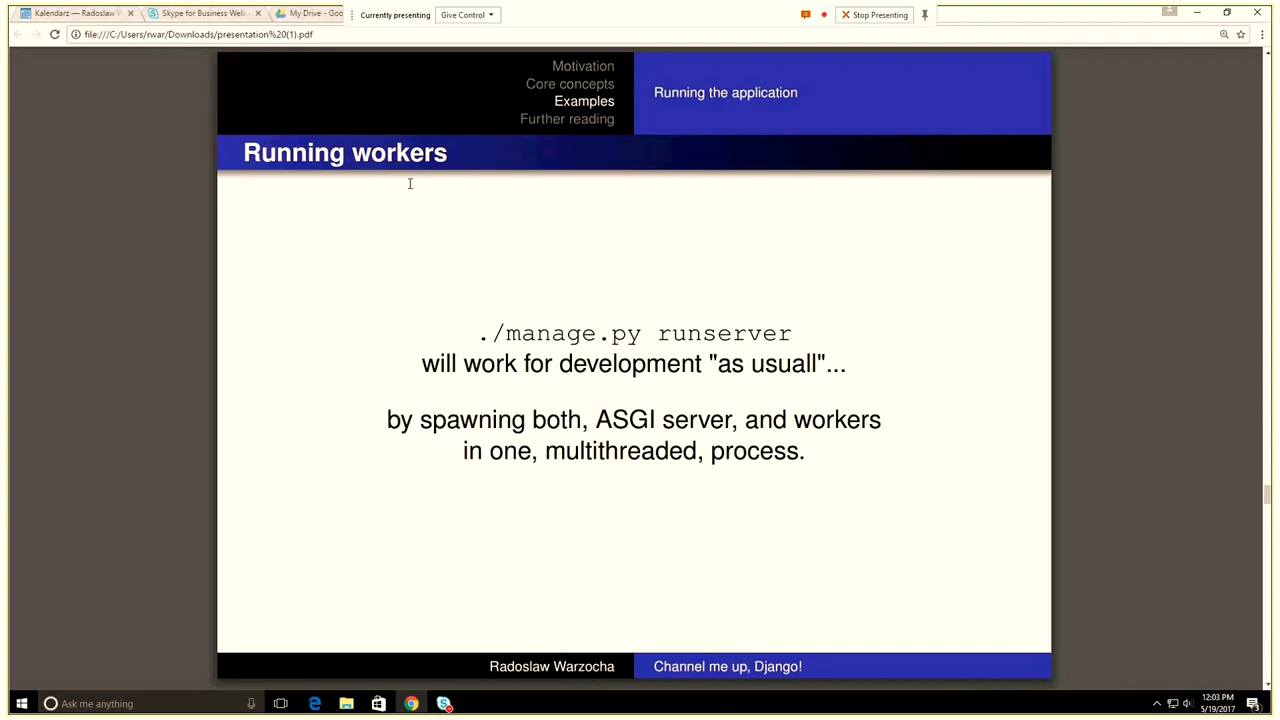 Kalendarz — Radoslaw W
Skype for Business Web
My Drive - Goo
Currently presenting
Give Control
Stop Presenting
file:///C:/Users/rwar/Downloads/presentation%20(1).pdf
Motivation
Core concepts
Examples
Further reading
Running the application
Running workers
./manage.py runserver
will work for development "as usuall"...
by spawning both, ASGI server, and workers
in one, multithreaded, process.
Radoslaw Warzocha
Channel me up, Django!
Ask me anything
12:03 PM
5/19/2017
3